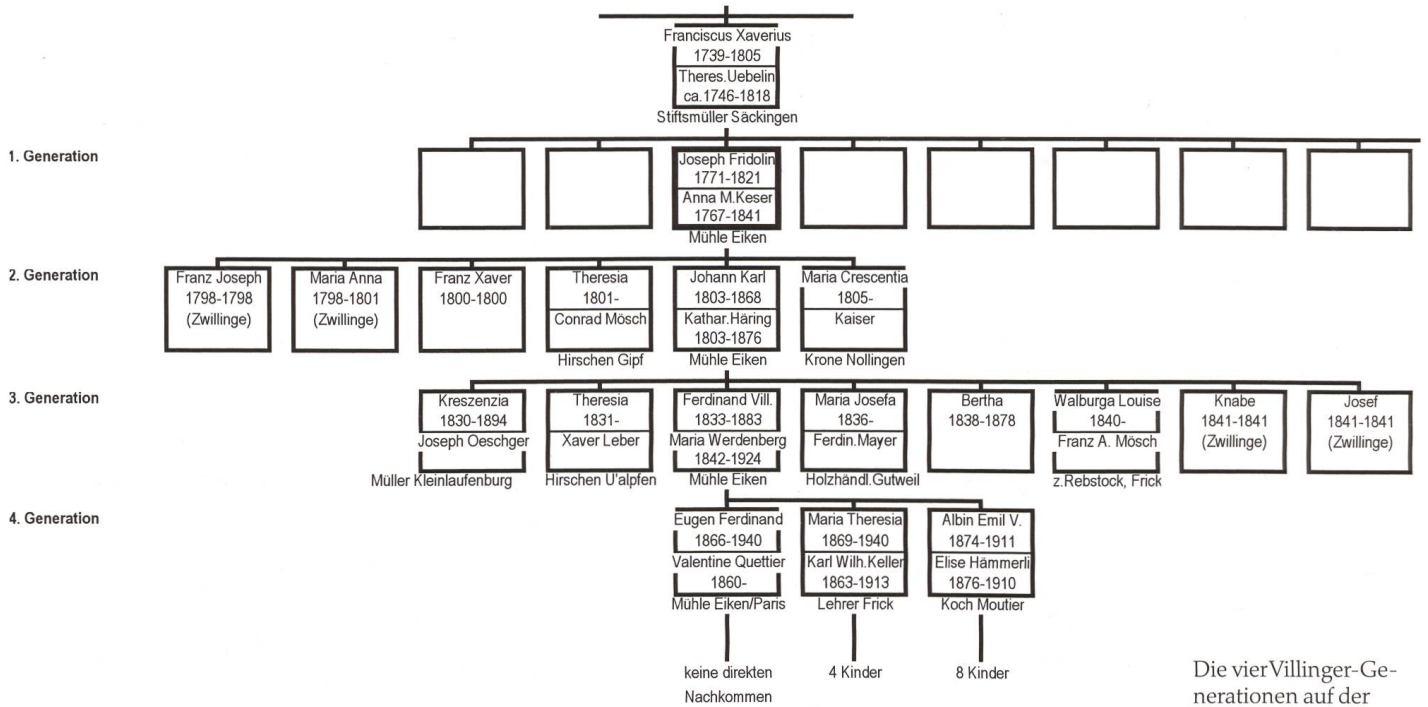 Franciscus Xaverius
1739-1805
Theres.Uebelin
ca.1746-1818
Stiftsmüller Säckingen
1. Generation
Joseph Fridolin
1771-1821
Anna M.Keser
1767-1841
Mühle Eiken
2. Generation
Franz Joseph
1798-1798
(Zwillinge)
Maria Anna
1798-1801
(Zwillinge)
Franz Xaver
1800-1800
Theresia
1801-
Conrad Mösch
Hirschen Gipf
Johann Karl
1803-1868
Kathar.Häring
1803-1876
Mühle Eiken
Maria Crescentia
1805-
Kaiser
Krone Nollingen
3. Generation
Kreszenzia
1830-1894
Joseph Oeschger
Müller Kleinlaufenburg
Theresia
1831-
Xaver Leber
Hirschen U'alpfen
Ferdinand Vill.
1833-1883
Maria Werdenberg
1842-1924
Mühle Eiken
Maria Josefa
1836-
Ferdin.Mayer
Holzhändl.Gutweil
Bertha
1838-1878
Walburga Louise
1840-
Franz A. Mösch
z.Rebstock, Frick
Knabe
1841-1841
(Zwillinge)
Josef
1841-1841
(Zwillinge)
4. Generation
Eugen Ferdinand
1866-1940
Valentine Quettier
1860-
Mühle Eiken/Paris
keine direkten
Nachkommen
Maria Theresia
1869-1940
Karl Wilh.Keller
1863-1913
Lehrer Frick
4 Kinder
Albin Emil V.
1874-1911
Elise Hämmerli
1876-1910
Koch Moutier
8 Kinder
Die vier Villinger-Ge-
nerationen auf der